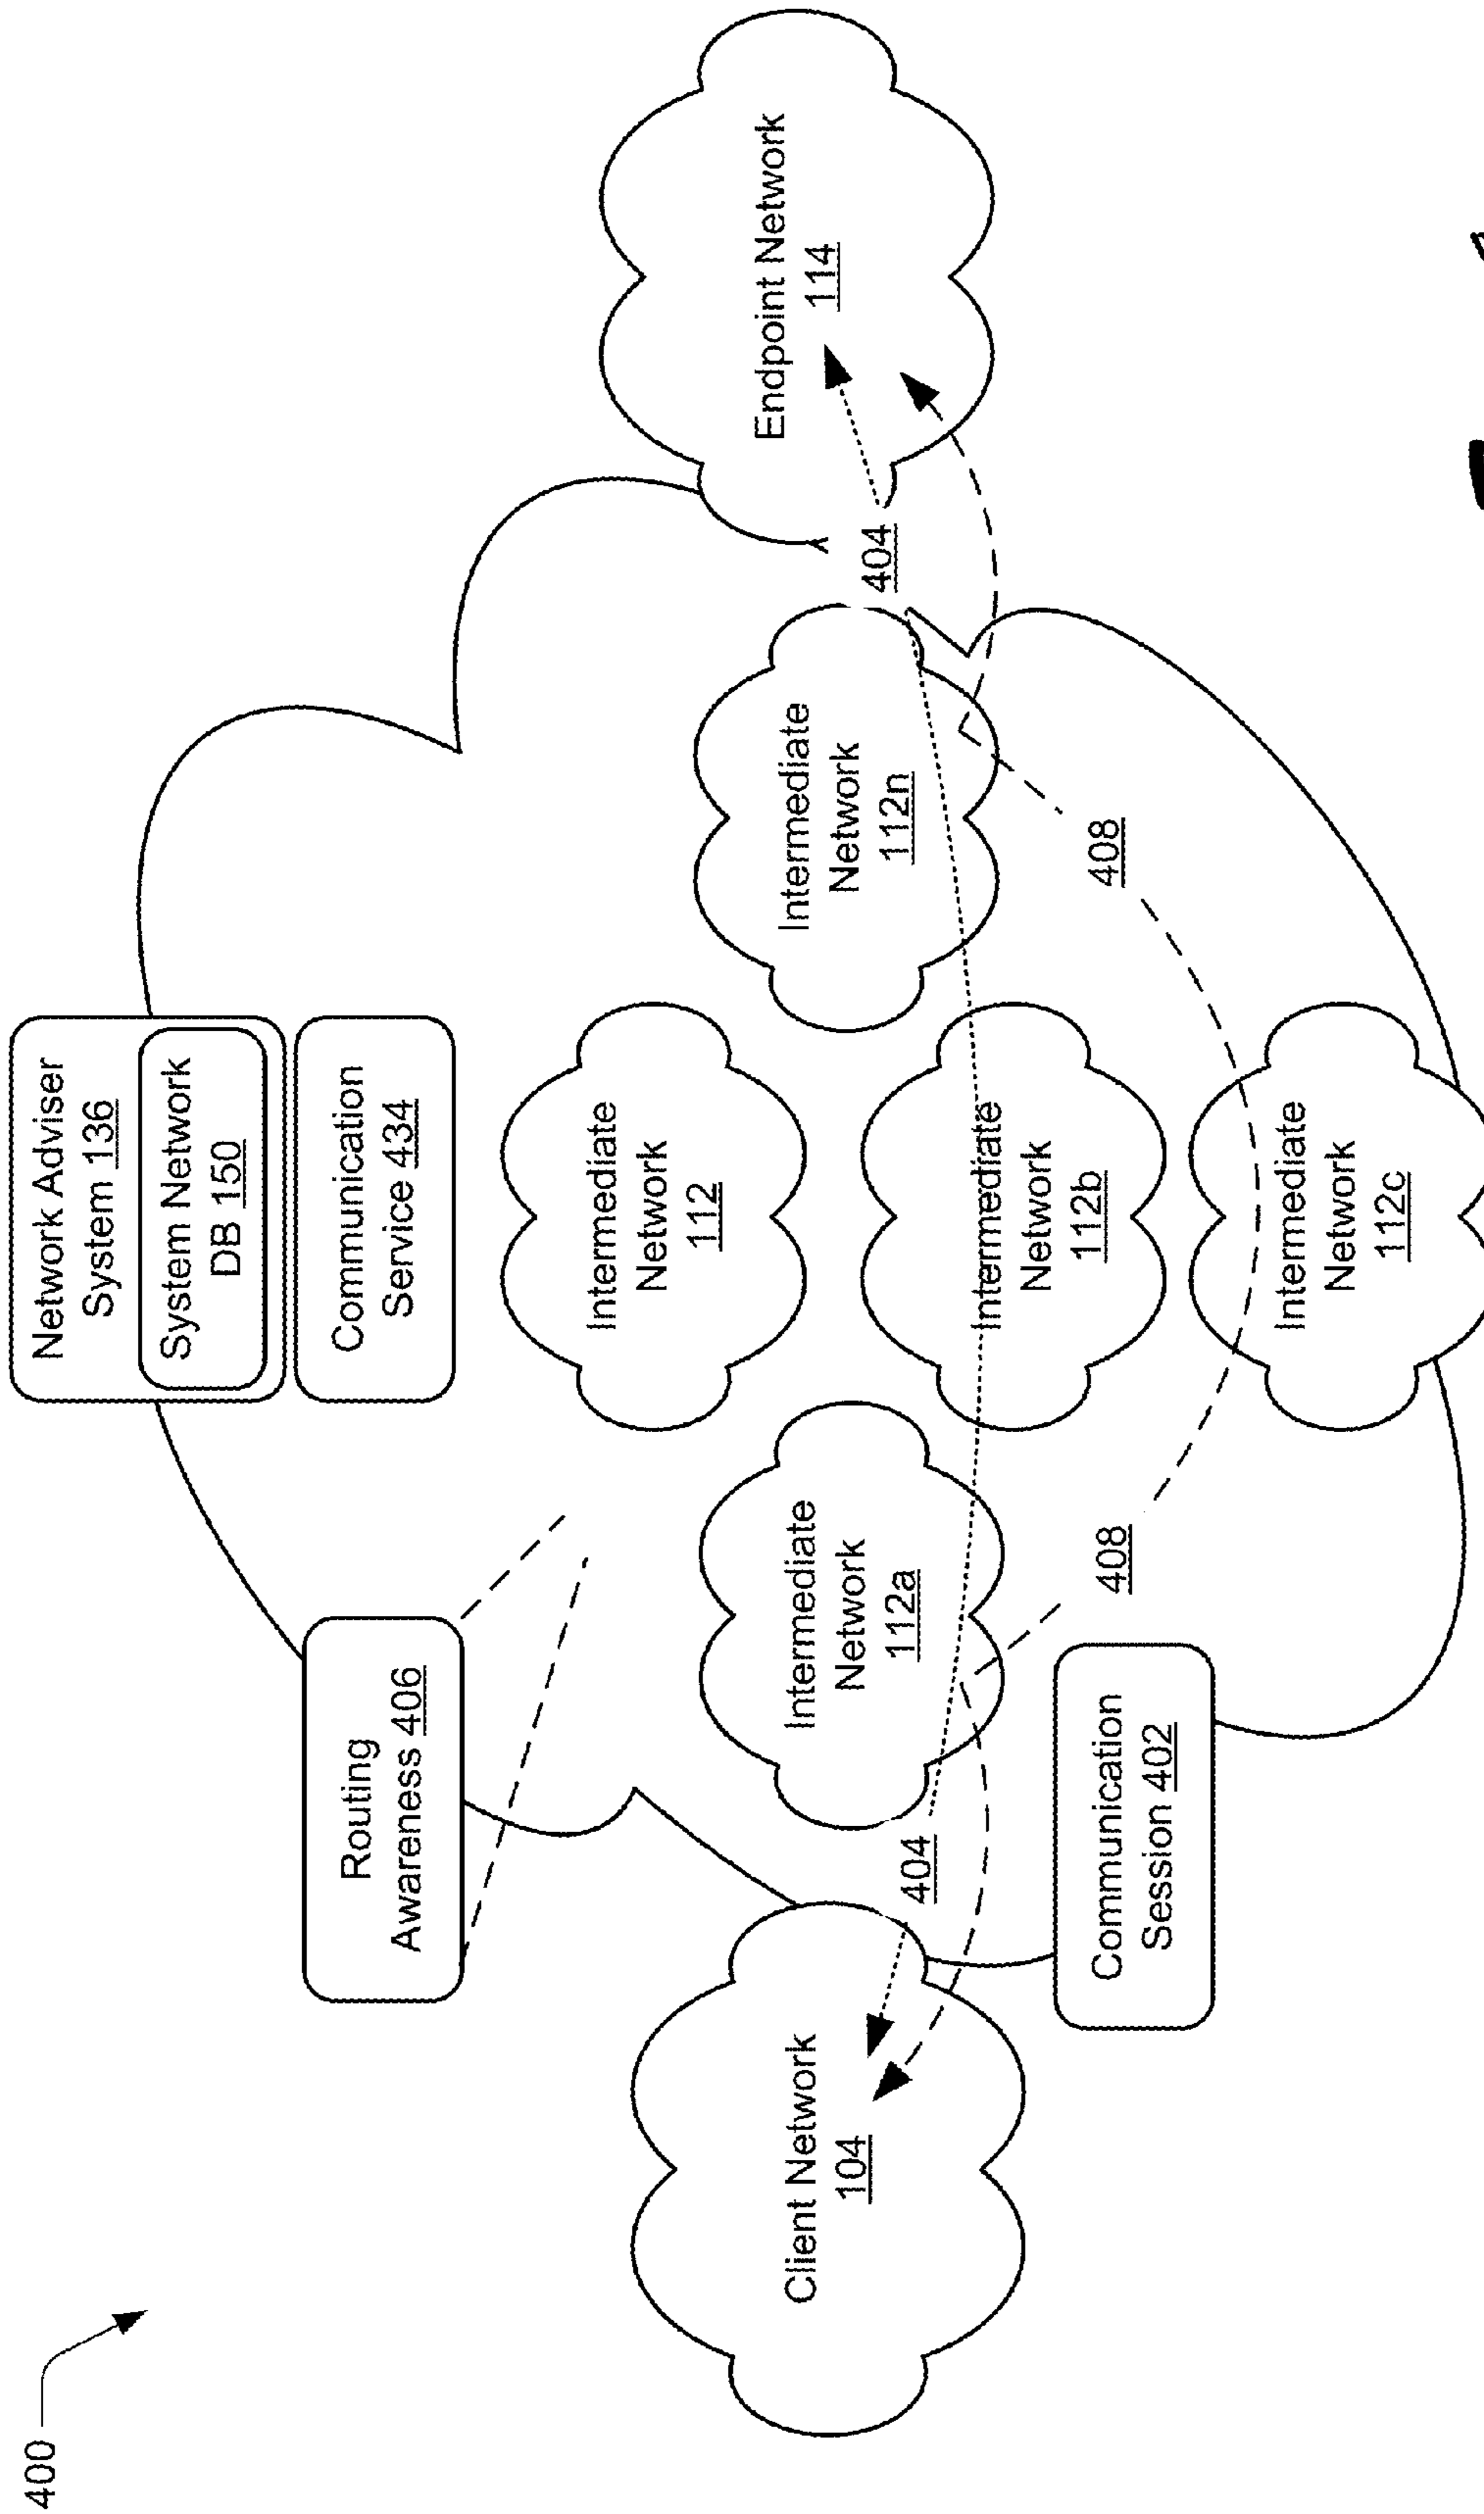 400
Network Adviser
System 136
System Network
DB 150
Communication
Service 434
Routing
Awareness 406
Intermediate
Network
112
Client Network
104
404
Intermediate
Network
112a
Intermediate
Network
112b
Intermediate
Network
112n
404
Endpoint Network
114
Communication
Session 402
408
408
Intermediate
Network
112c